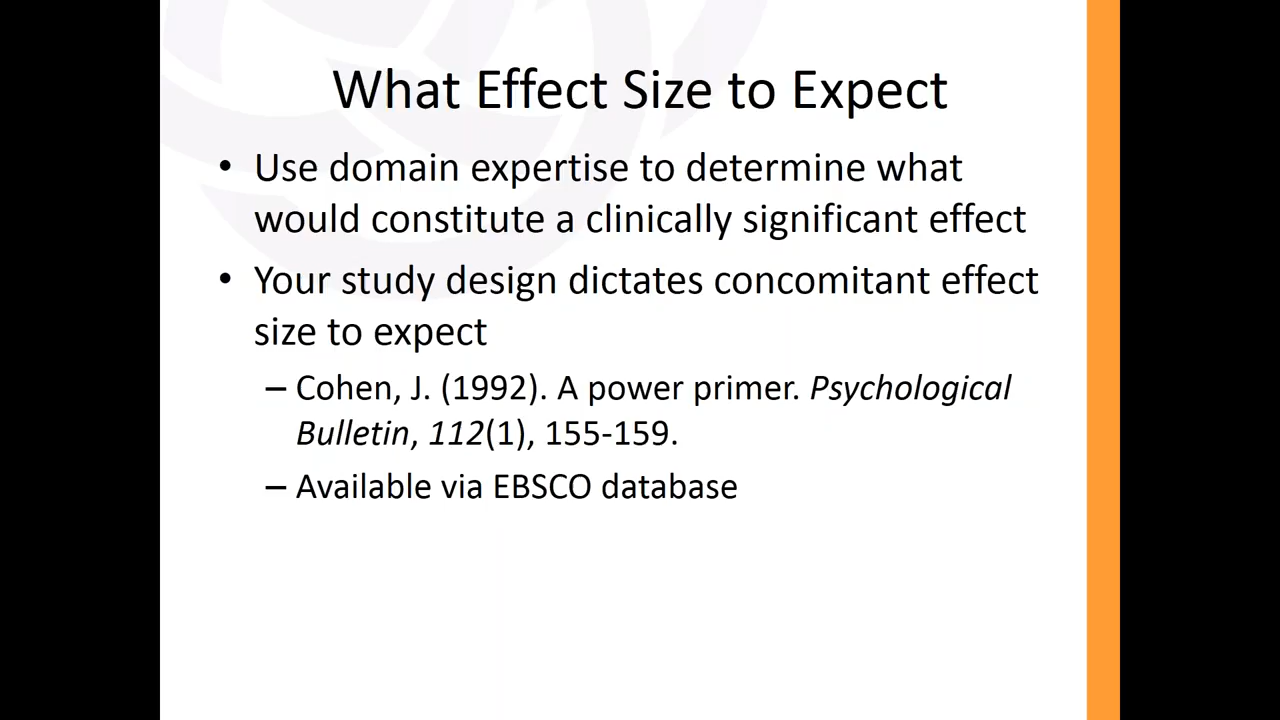 What Effect Size to Expect
• Use domain expertise to determine what
would constitute a clinically significant effect
• Your study design dictates concomitant effect
size to expect
– Cohen, J. (1992). A power primer. Psychological
Bulletin, 112(1), 155-159.
– Available via EBSCO database